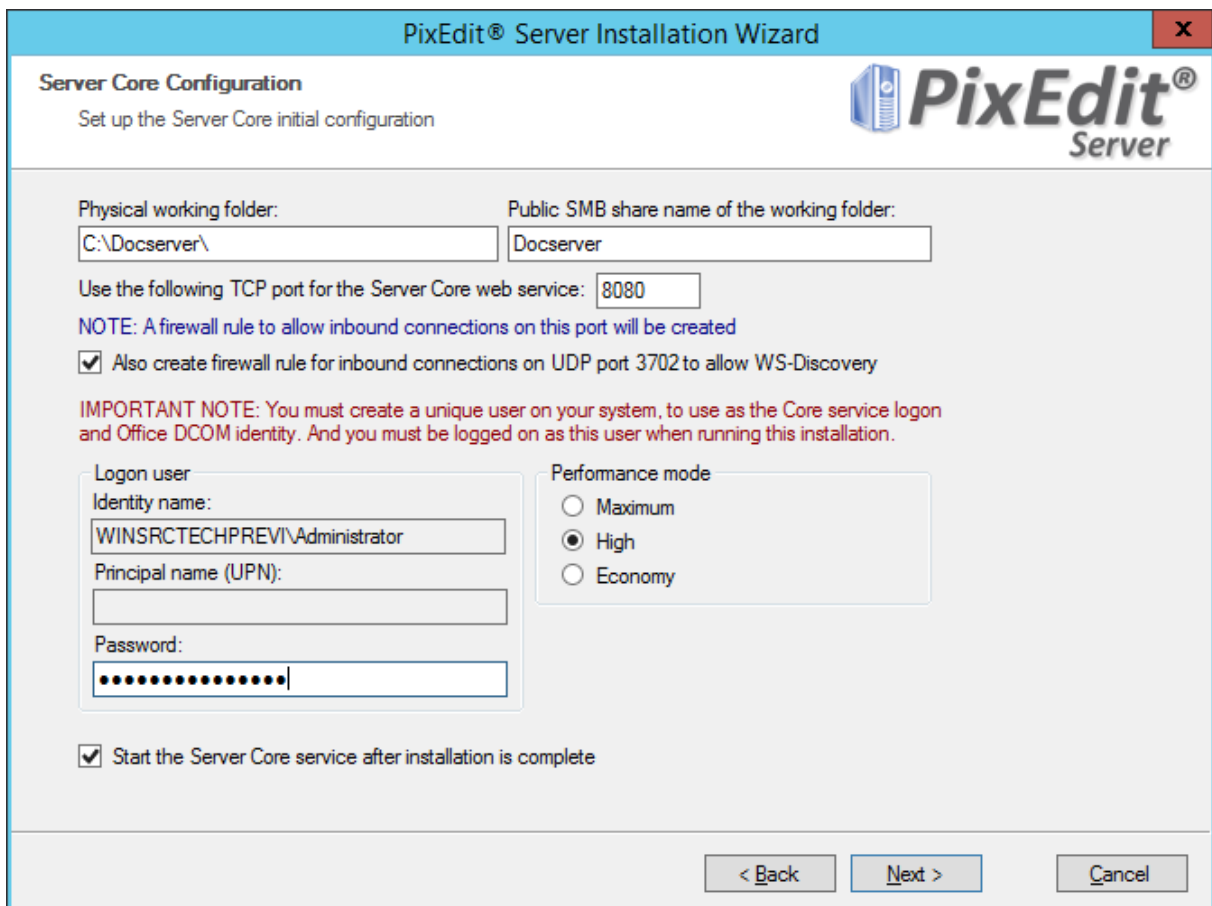 PixEdit® Server Installation Wizard
x
Server Core Configuration
Set up the Server Core initial configuration
PixEdit®
Server
Physical working folder:
Public SMB share name of the working folder:
C:\Docserver\
Docserver
Use the following TCP port for the Server Core web service: 8080
NOTE: A firewall rule to allow inbound connections on this port will be created
Also create firewall rule for inbound connections on UDP port 3702 to allow WS-Discovery
IMPORTANT NOTE: You must create a unique user on your system, to use as the Core service logon
and Office DCOM identity. And you must be logged on as this user when running this installation.
Logon user
Identity name:
WINSRCTECHPREVI\Administrator
Principal name (UPN):
Password:
●●●●●●●●●●●●●●●
Performance mode
Maximum
High
Economy
Start the Server Core service after installation is complete
< Back
Next >
Cancel